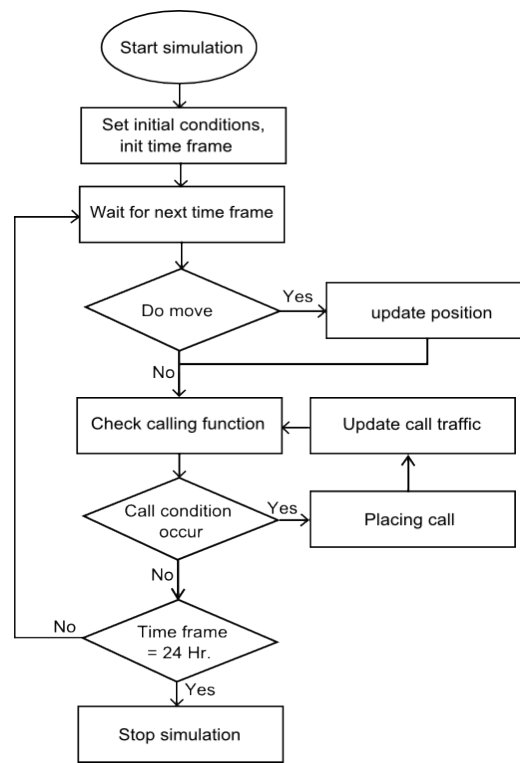 Start simulation
Set initial conditions,
init time frame
Wait for next time frame
Do move
Yes
update position
No
Check calling function
Update call traffic
Call condition
occur
Yes
Placing call
No
Time frame
= 24 Hr.
No
Yes
Stop simulation